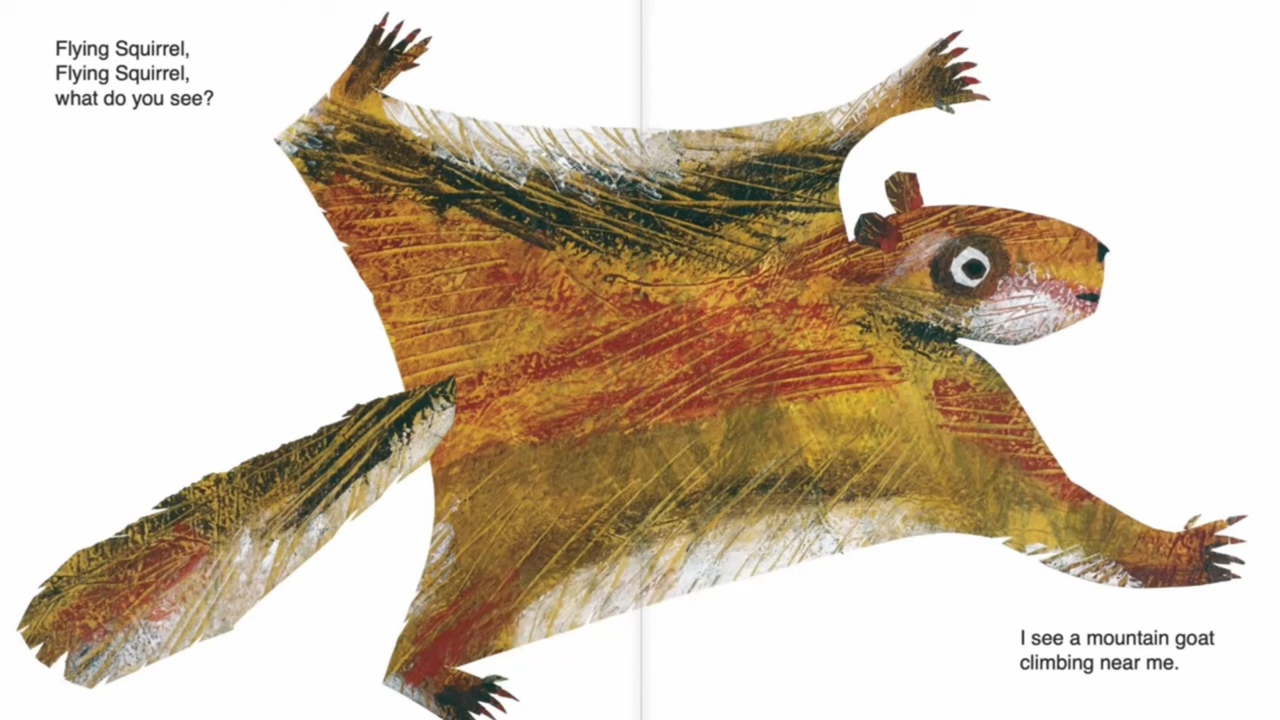 Flying Squirrel,
Flying Squirrel,
what do you see?
I see a mountain goat
climbing near me.